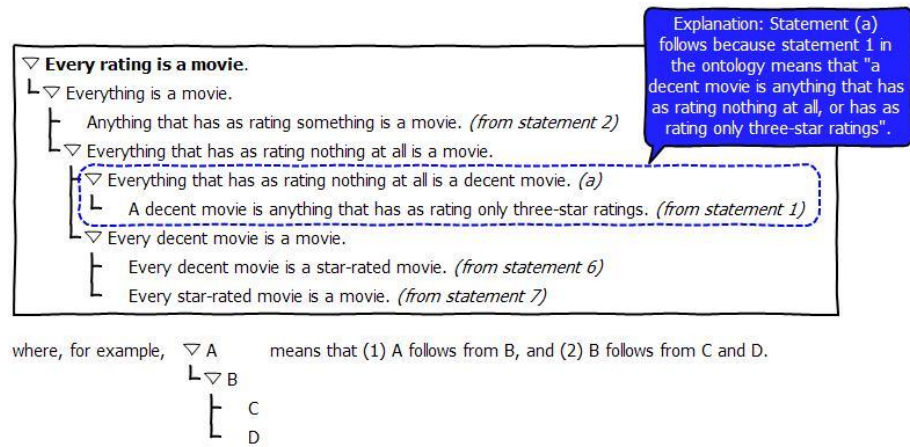 Explanation: Statement (a)
follows because statement 1 in
the ontology means that "a
decent movie is anything that has
as rating nothing at all, or has as
rating only three-star ratings".
Every rating is a movie.
Everything is a movie.
Anything that has as rating something is a movie. (from statement 2)
Everything that has as rating nothing at all is a movie.
Everything that has as rating nothing at all is a decent movie. (a)
A decent movie is anything that has as rating only three-star ratings. (from statement 1)
Every decent movie is a movie.
Every decent movie is a star-rated movie. (from statement 6)
Every star-rated movie is a movie. (from statement 7)
where, for example, A means that (1) A follows from B, and (2) B follows from C and D.
B
C
D